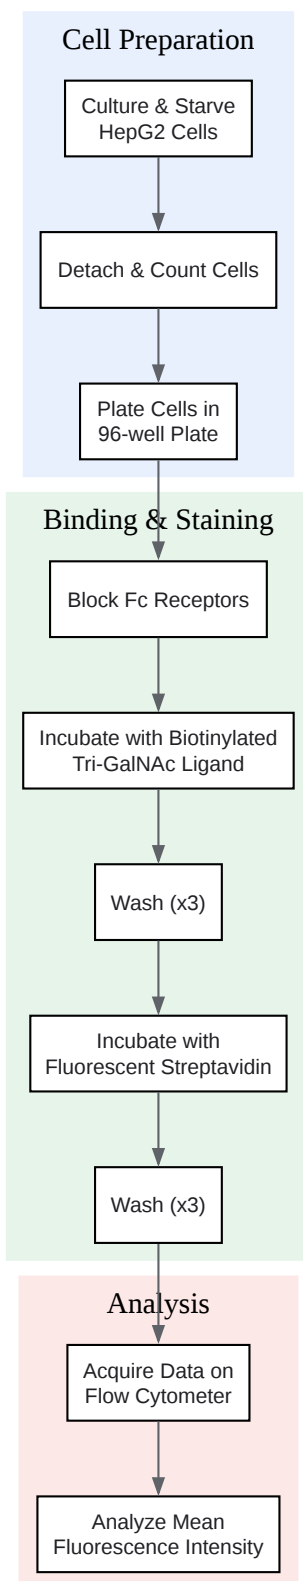 Cell Preparation
Culture & Starve
HepG2 Cells
Detach & Count Cells
Plate Cells in
96-well Plate
Binding & Staining
Block Fc Receptors
Incubate with Biotinylated
Tri-GalNAc Ligand
Wash (x3)
Incubate with
Fluorescent Streptavidin
Wash (x3)
Analysis
Acquire Data on
Flow Cytometer
Analyze Mean
Fluorescence Intensity